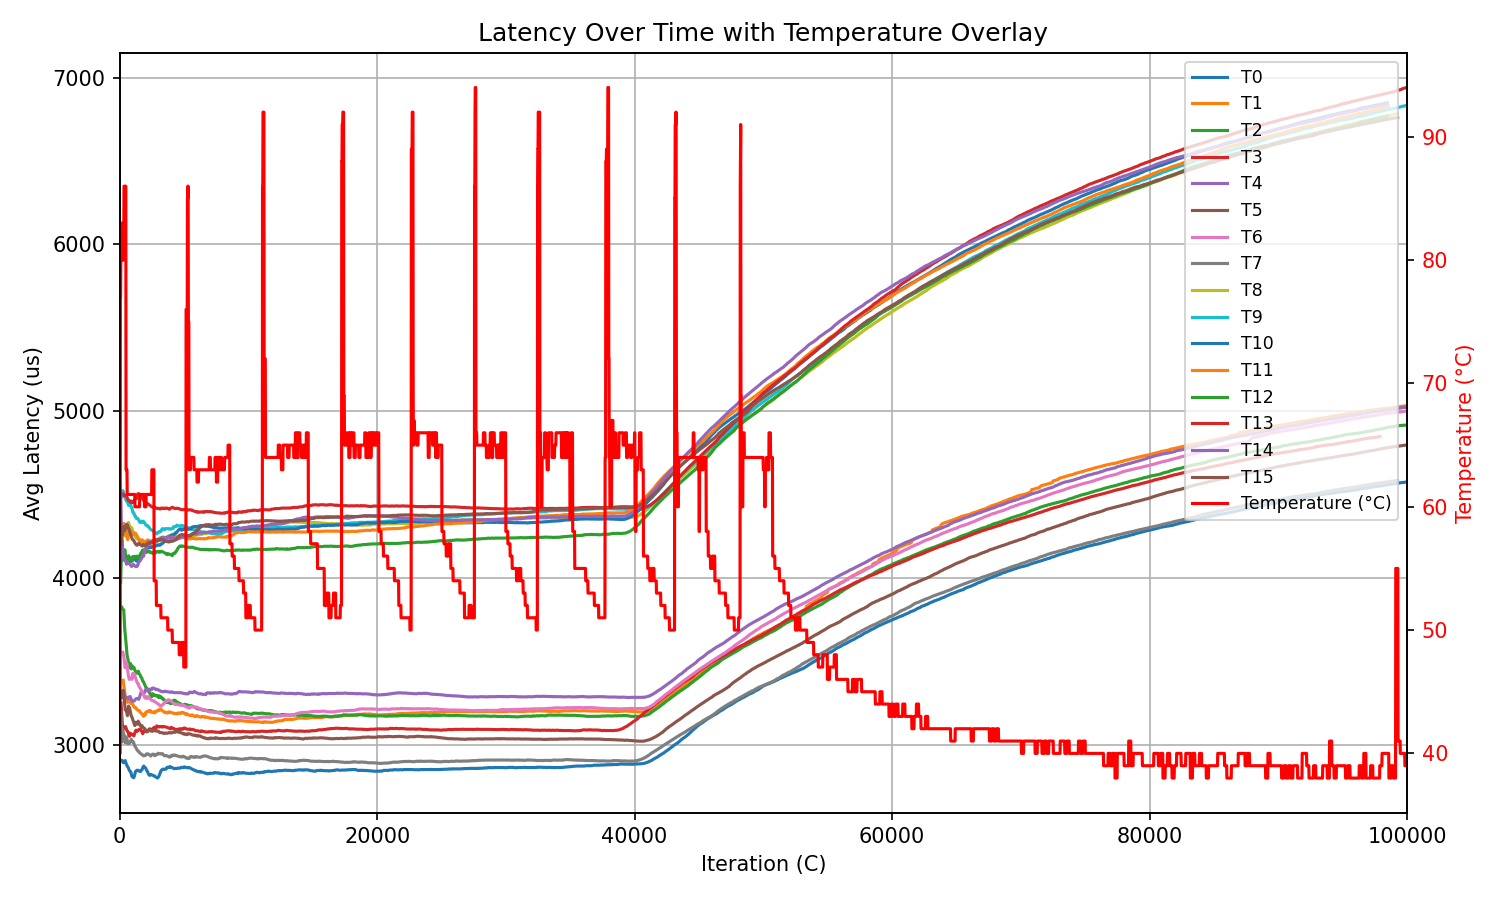 Latency Over Time with Temperature Overlay
Avg Latency (us)
7000
6000
5000
4000
3000
0
20000
40000
60000
80000
100000
Iteration (C)
90
80
70
60
50
40
Temperature (°C)
T0
T1
T2
T3
T4
T5
T6
T7
T8
T9
T10
T11
T12
T13
T14
T15
Temperature (°C)